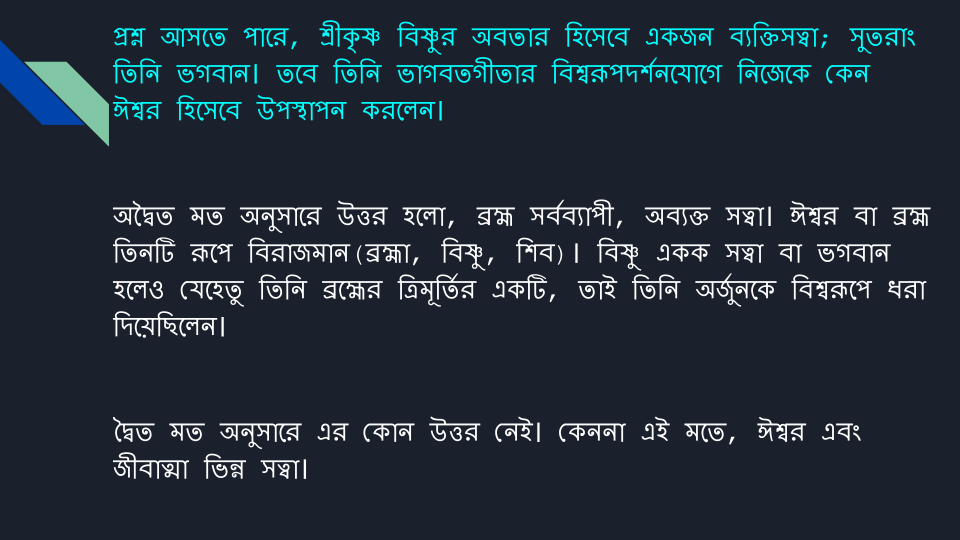 প্রশ্ন আসতে পারে, শ্রীকৃষ্ণ বিষ্ণুর অবতার হিসেবে একজন ব্যক্তিসত্বা; সুতরাং
তিনি ভগবান। তবে তিনি ভাগবতগীতার বিশ্বরূপদর্শনযোগে নিজেকে কেন
ঈশ্বর হিসেবে উপস্থাপন করলেন।
অদ্বৈত মত অনুসারে উত্তর হলো, ব্রহ্ম সর্বব্যাপী, অব্যক্ত সত্বা। ঈশ্বর বা ব্রহ্ম
তিনটি রূপে বিরাজমান(ব্রহ্মা, বিষ্ণু, শিব)। বিষ্ণু একক সত্বা বা ভগবান
হলেও যেহেতু তিনি ব্রহ্মের ত্রিমূর্তির একটি, তাই তিনি অর্জুনকে বিশ্বরূপে ধরা
দিয়েছিলেন।
দ্বৈত মত অনুসারে এর কোন উত্তর নেই। কেননা এই মতে, ঈশ্বর এবং
জীবাত্মা ভিন্ন সত্বা।